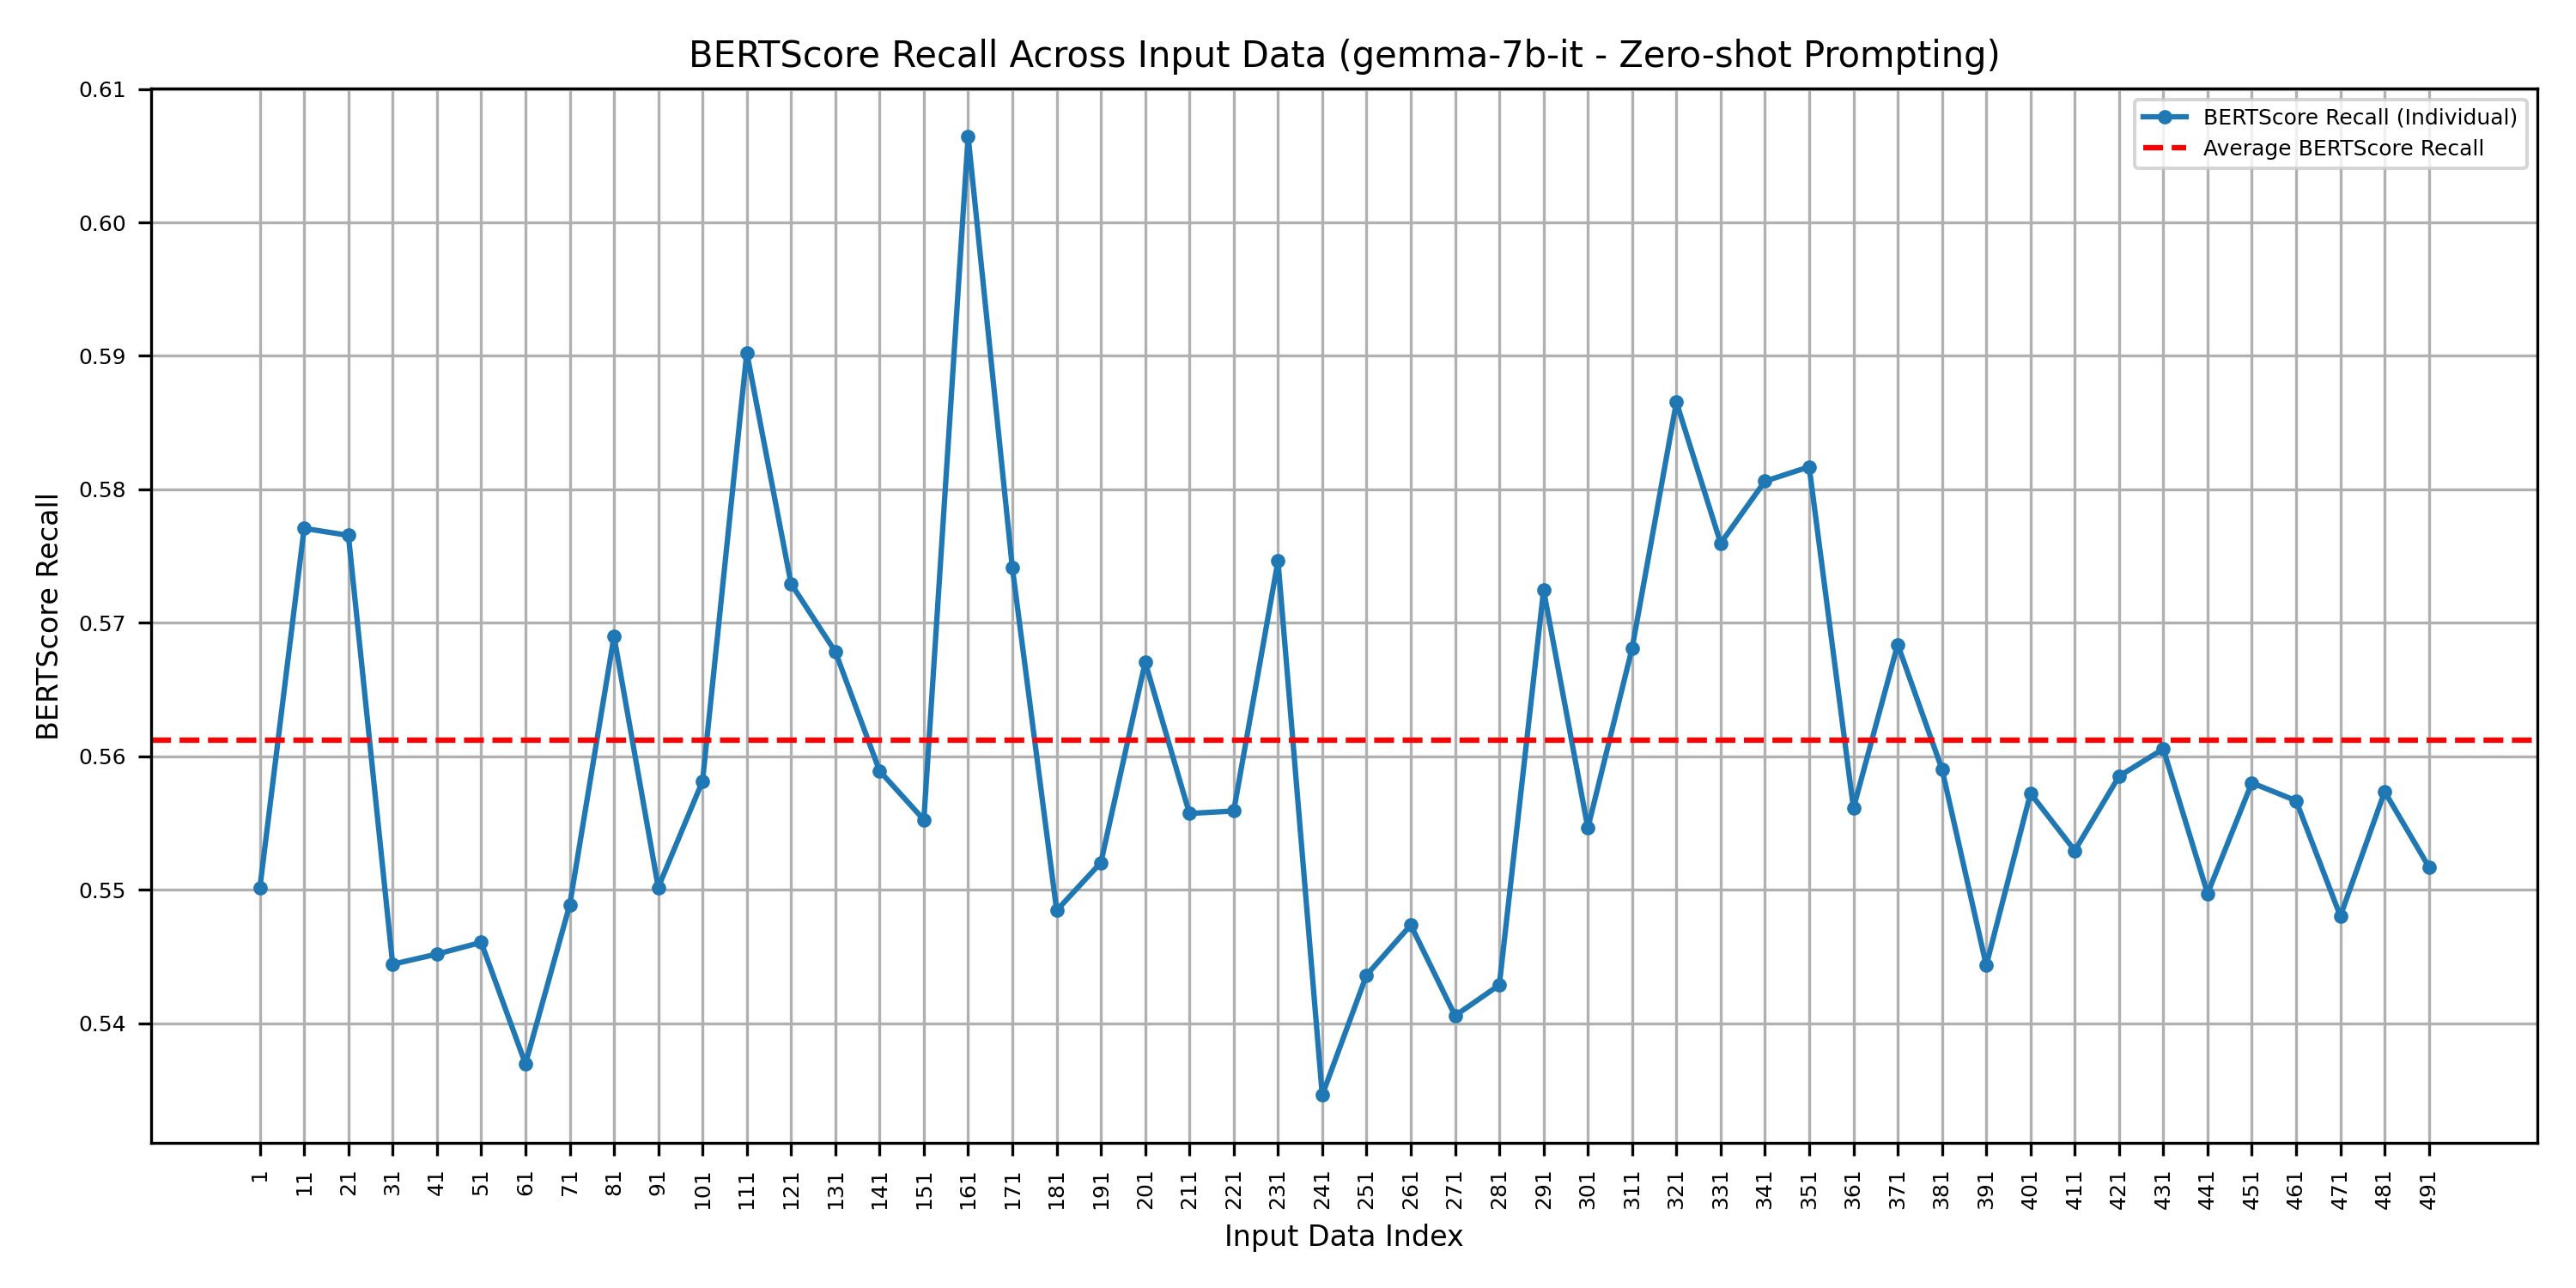 BERTScore Recall Across Input Data (gemma-7b-it - Zero-shot Prompting)
BERTScore Recall (Individual)
Average BERTScore Recall
0.61
0.60
0.59
0.58
0.57
0.56
0.55
0.54
BERTScore Recall
1 11 21 31 41 51 61 71 81 91 101 111 121 131 141 151 161 171 181 191 201 211 221 231 241 251 261 271 281 291 301 311 321 331 341 351 361 371 381 391 401 411 421 431 441 451 461 471 481 491
Input Data Index